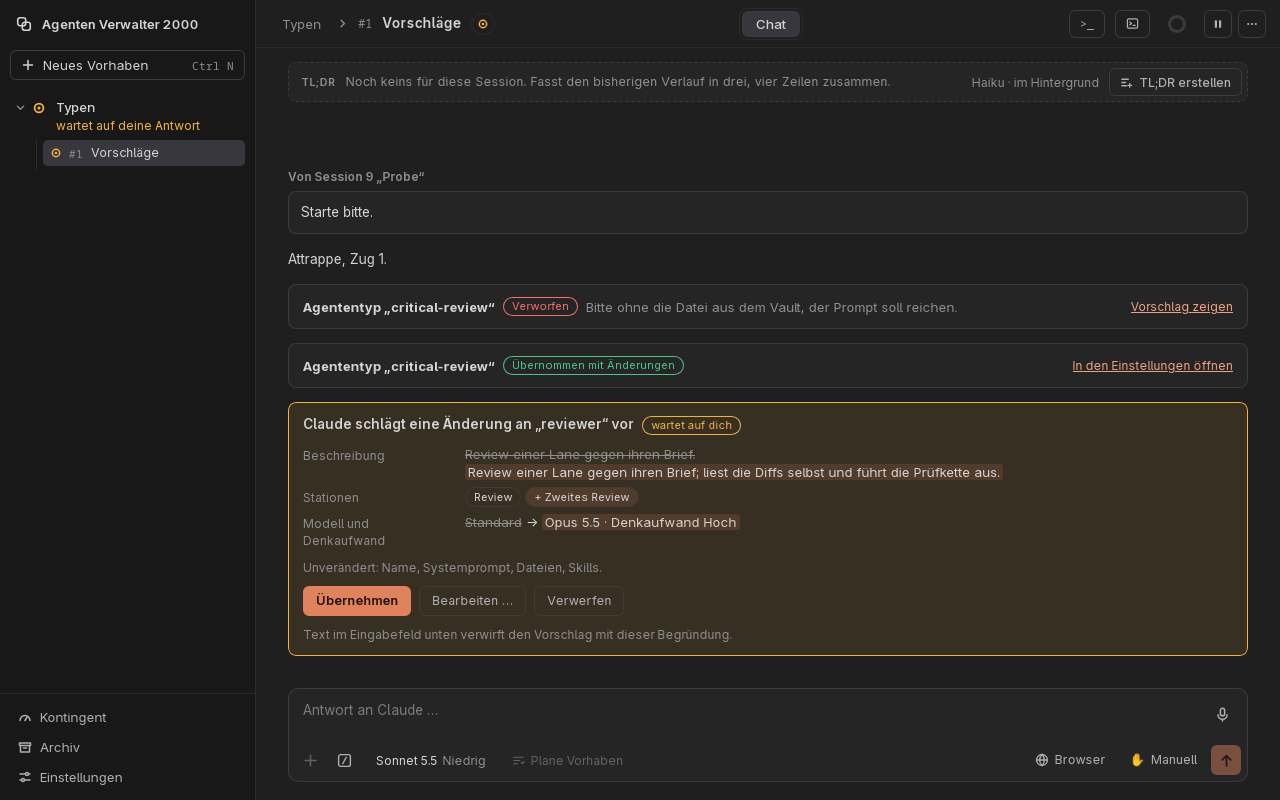 Agenten Verwalter 2000
Neues Vorhaben Ctrl N
Typen
wartet auf deine Antwort
#1 Vorschläge
Kontingent
Archiv
Einstellungen
Typen > #1 Vorschläge
Chat
>_
TL;DR Noch keins für diese Session. Fasst den bisherigen Verlauf in drei, vier Zeilen zusammen. Haiku · im Hintergrund TL;DR erstellen
Von Session 9 „Probe“
Starte bitte.
Attrappe, Zug 1.
Agententyp „critical-review“ Verworfen Bitte ohne die Datei aus dem Vault, der Prompt soll reichen. Vorschlag zeigen
Agententyp „critical-review“ Übernommen mit Änderungen In den Einstellungen öffnen
Claude schlägt eine Änderung an „reviewer“ vor wartet auf dich
Beschreibung Review einer Lane gegen ihren Brief.
Review einer Lane gegen ihren Brief; liest die Diffs selbst und führt die Prüfkette aus.
Stationen Review + Zweites Review
Modell und Standard → Opus 5.5 · Denkaufwand Hoch
Denkaufwand
Unverändert: Name, Systemprompt, Dateien, Skills.
Übernehmen Bearbeiten … Verwerfen
Text im Eingabefeld unten verwirft den Vorschlag mit dieser Begründung.
Antwort an Claude …
Sonnet 5.5 Niedrig Plane Vorhaben Browser Manuell